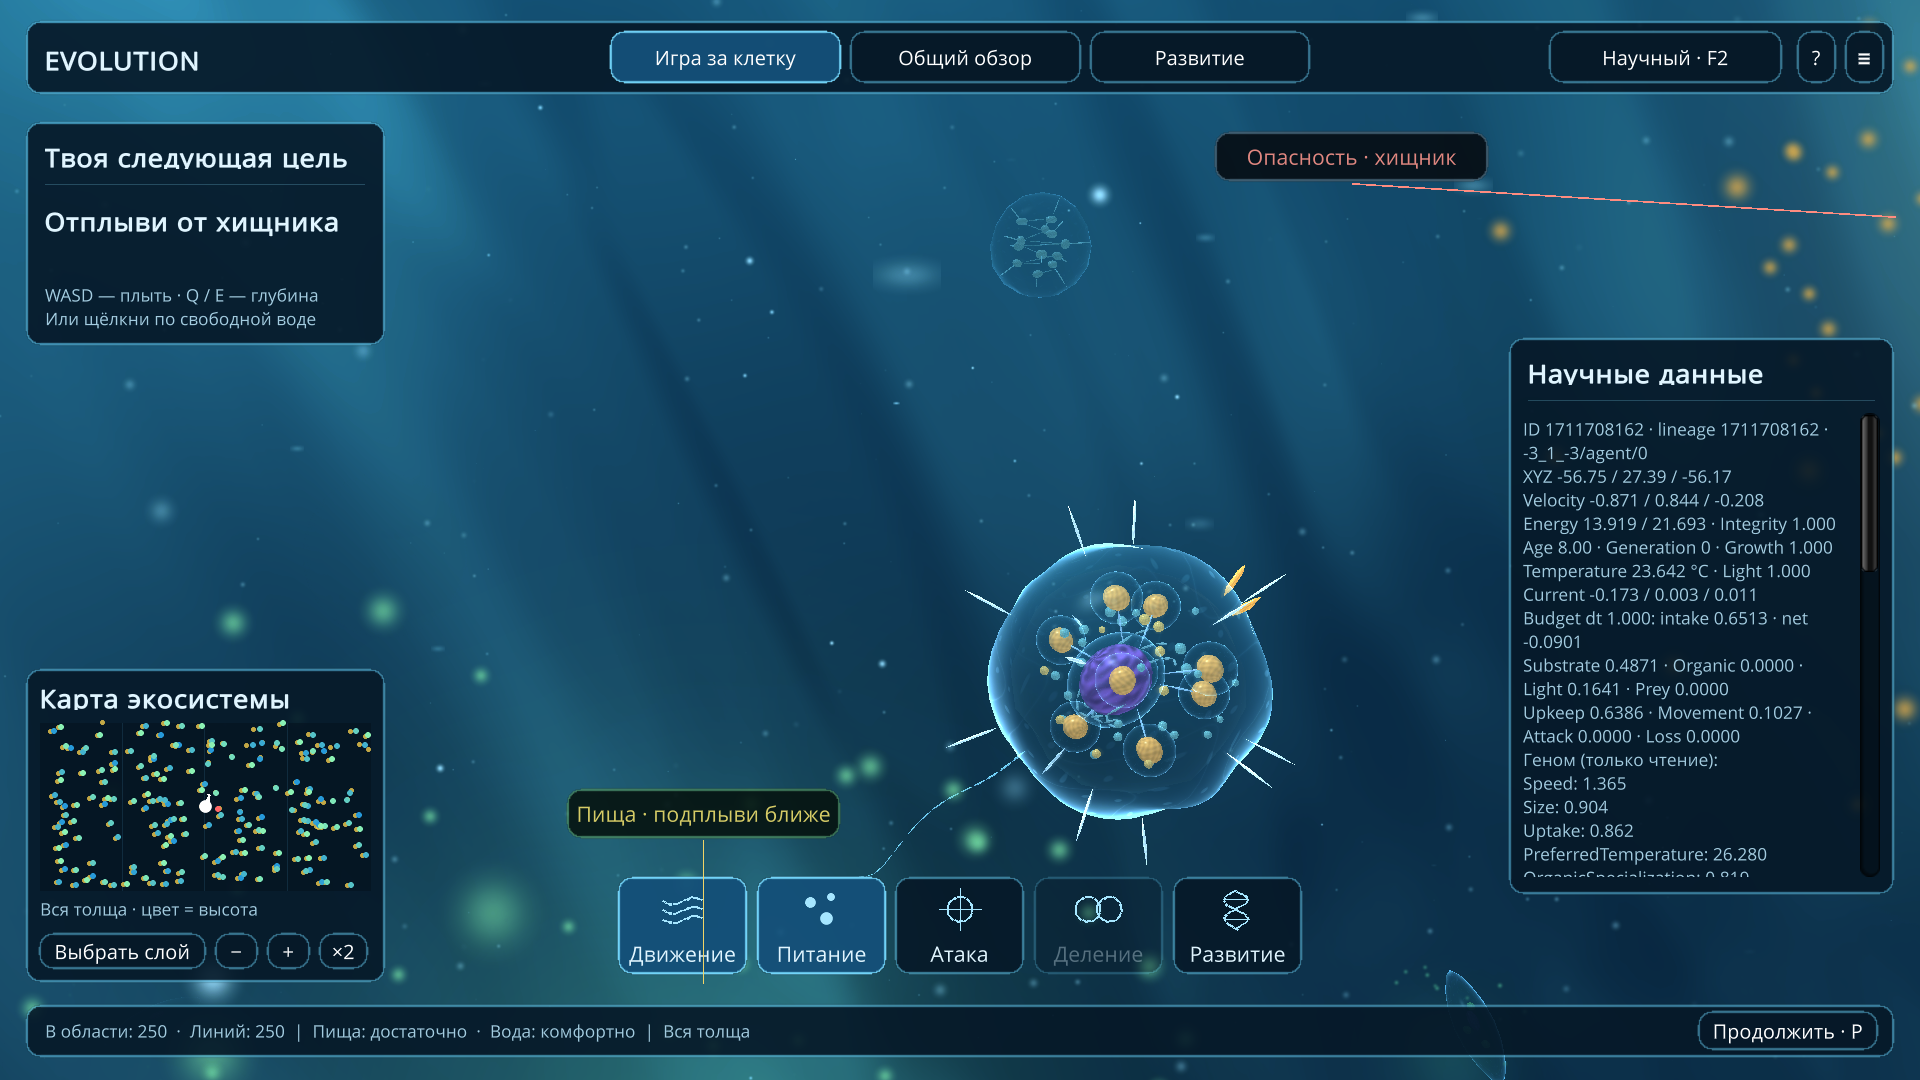 EVOLUTION
Игра за клетку
Общий обзор
Развитие
Научный · F2
?
≡
Твоя следующая цель
Отплыви от хищника
WASD — плыть · Q / E — глубина
Или щёлкни по свободной воде
Опасность · хищник
Научные данные
ID 1711708162 · lineage 1711708162 ·
-3_1_-3/agent/0
XYZ -56.75 / 27.39 / -56.17
Velocity -0.871 / 0.844 / -0.208
Energy 13.919 / 21.693 · Integrity 1.000
Age 8.00 · Generation 0 · Growth 1.000
Temperature 23.642 °C · Light 1.000
Current -0.173 / 0.003 / 0.011
Budget dt 1.000: intake 0.6513 · net
-0.0901
Substrate 0.4871 · Organic 0.0000 ·
Light 0.1641 · Prey 0.0000
Upkeep 0.6386 · Movement 0.1027 ·
Attack 0.0000 · Loss 0.0000
Геном (только чтение):
Speed: 1.365
Size: 0.904
Uptake: 0.862
PreferredTemperature: 26.280
OrganicSpecialization: 0.819
Карта экосистемы
Вся толща · цвет = высота
Выбрать слой
−
+
×2
Пища · подплыви ближе
Движение
Питание
Атака
Деление
Развитие
В области: 250 · Линий: 250 | Пища: достаточно · Вода: комфортно | Вся толща
Продолжить · P